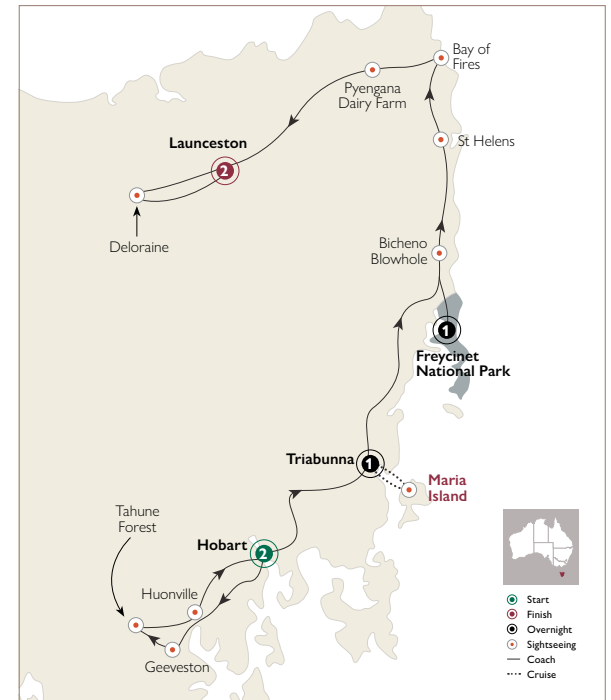 Bay of
Fires
Pyengana
Dairy Farm
Launceston
2
St Helens
Deloraine
Bicheno
Blowhole
1
Freycinet
National Park
Triabunna
1
Maria
Island
Tahune
Forest
Hobart
2
Huonville
Geeveston
Start
Finish
Overnight
Sightseeing
Coach
Cruise